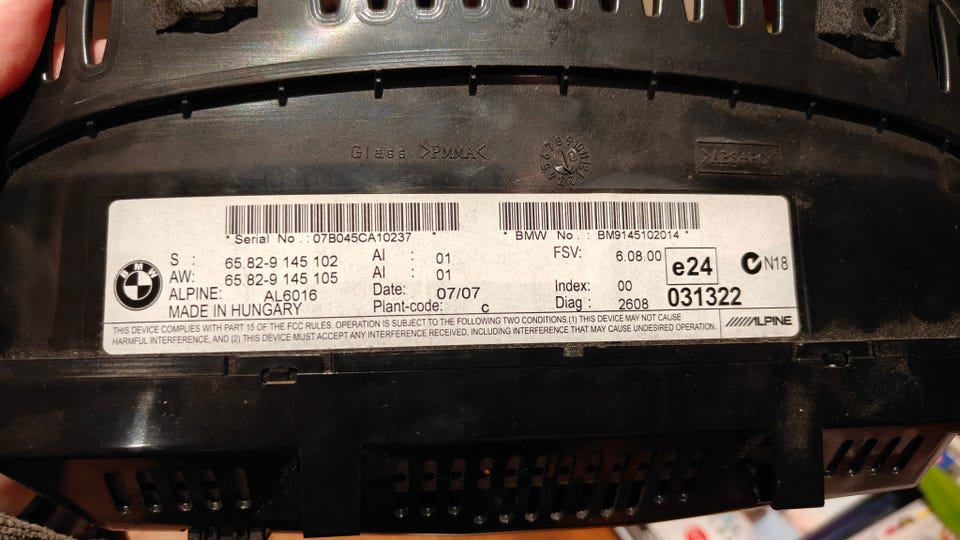 Glass >PMMA<
* Serial No.: 07B045CA10237 *
* BMW No.: BM9145102014 *
BMW
S : 65.82-9 145 102 AI : 01 FSV: 6.08.00
AW: 65.82-9 145 105 AI : 01 e24 N18
ALPINE: AL6016 Date: 07/07 Index: 00
MADE IN HUNGARY Plant-code: c Diag : 2608 031322
THIS DEVICE COMPLIES WITH PART 15 OF THE FCC RULES. OPERATION IS SUBJECT TO THE FOLLOWING TWO CONDITIONS.(1) THIS DEVICE MAY NOT CAUSE
HARMFUL INTERFERENCE, AND (2) THIS DEVICE MUST ACCEPT ANY INTERFERENCE RECEIVED, INCLUDING INTERFERENCE THAT MAY CAUSE UNDESIRED OPERATION.
ALPINE